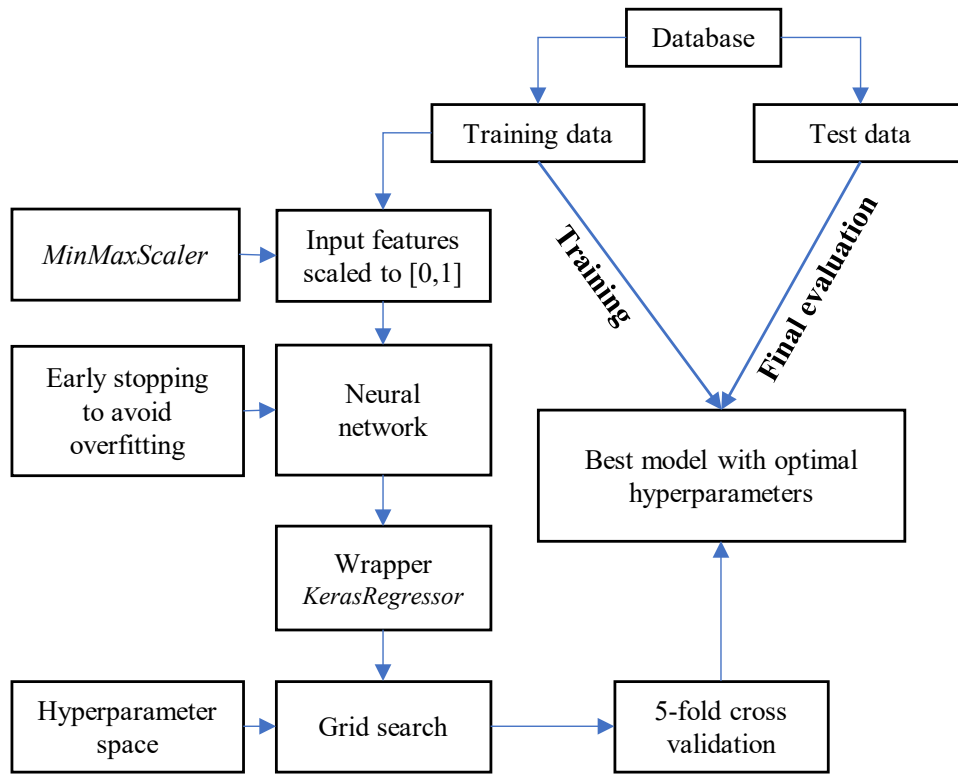 Database
Training data
Test data
MinMaxScaler
Input features
scaled to [0,1]
Training
Final evaluation
Early stopping
to avoid
overfitting
Neural
network
Best model with optimal
hyperparameters
Wrapper
KerasRegressor
Hyperparameter
space
Grid search
5-fold cross
validation